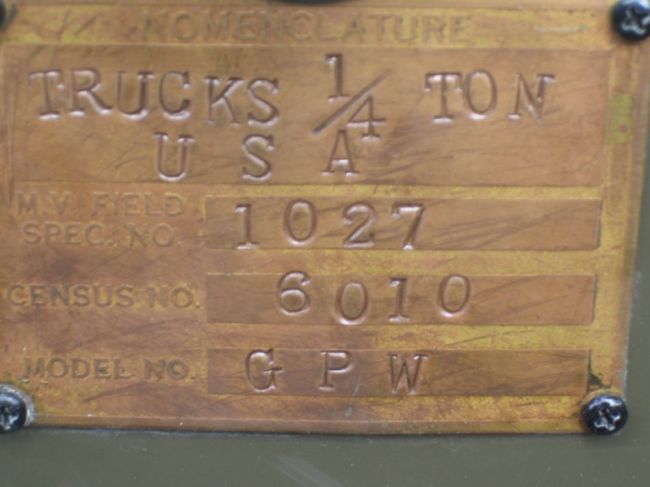 NOMENCLATURE
TRUCKS 1/4 TON
U S A
M.V. FIELD
SPEC. NO. 1027
CENSUS NO. 6010
MODEL NO. G P W